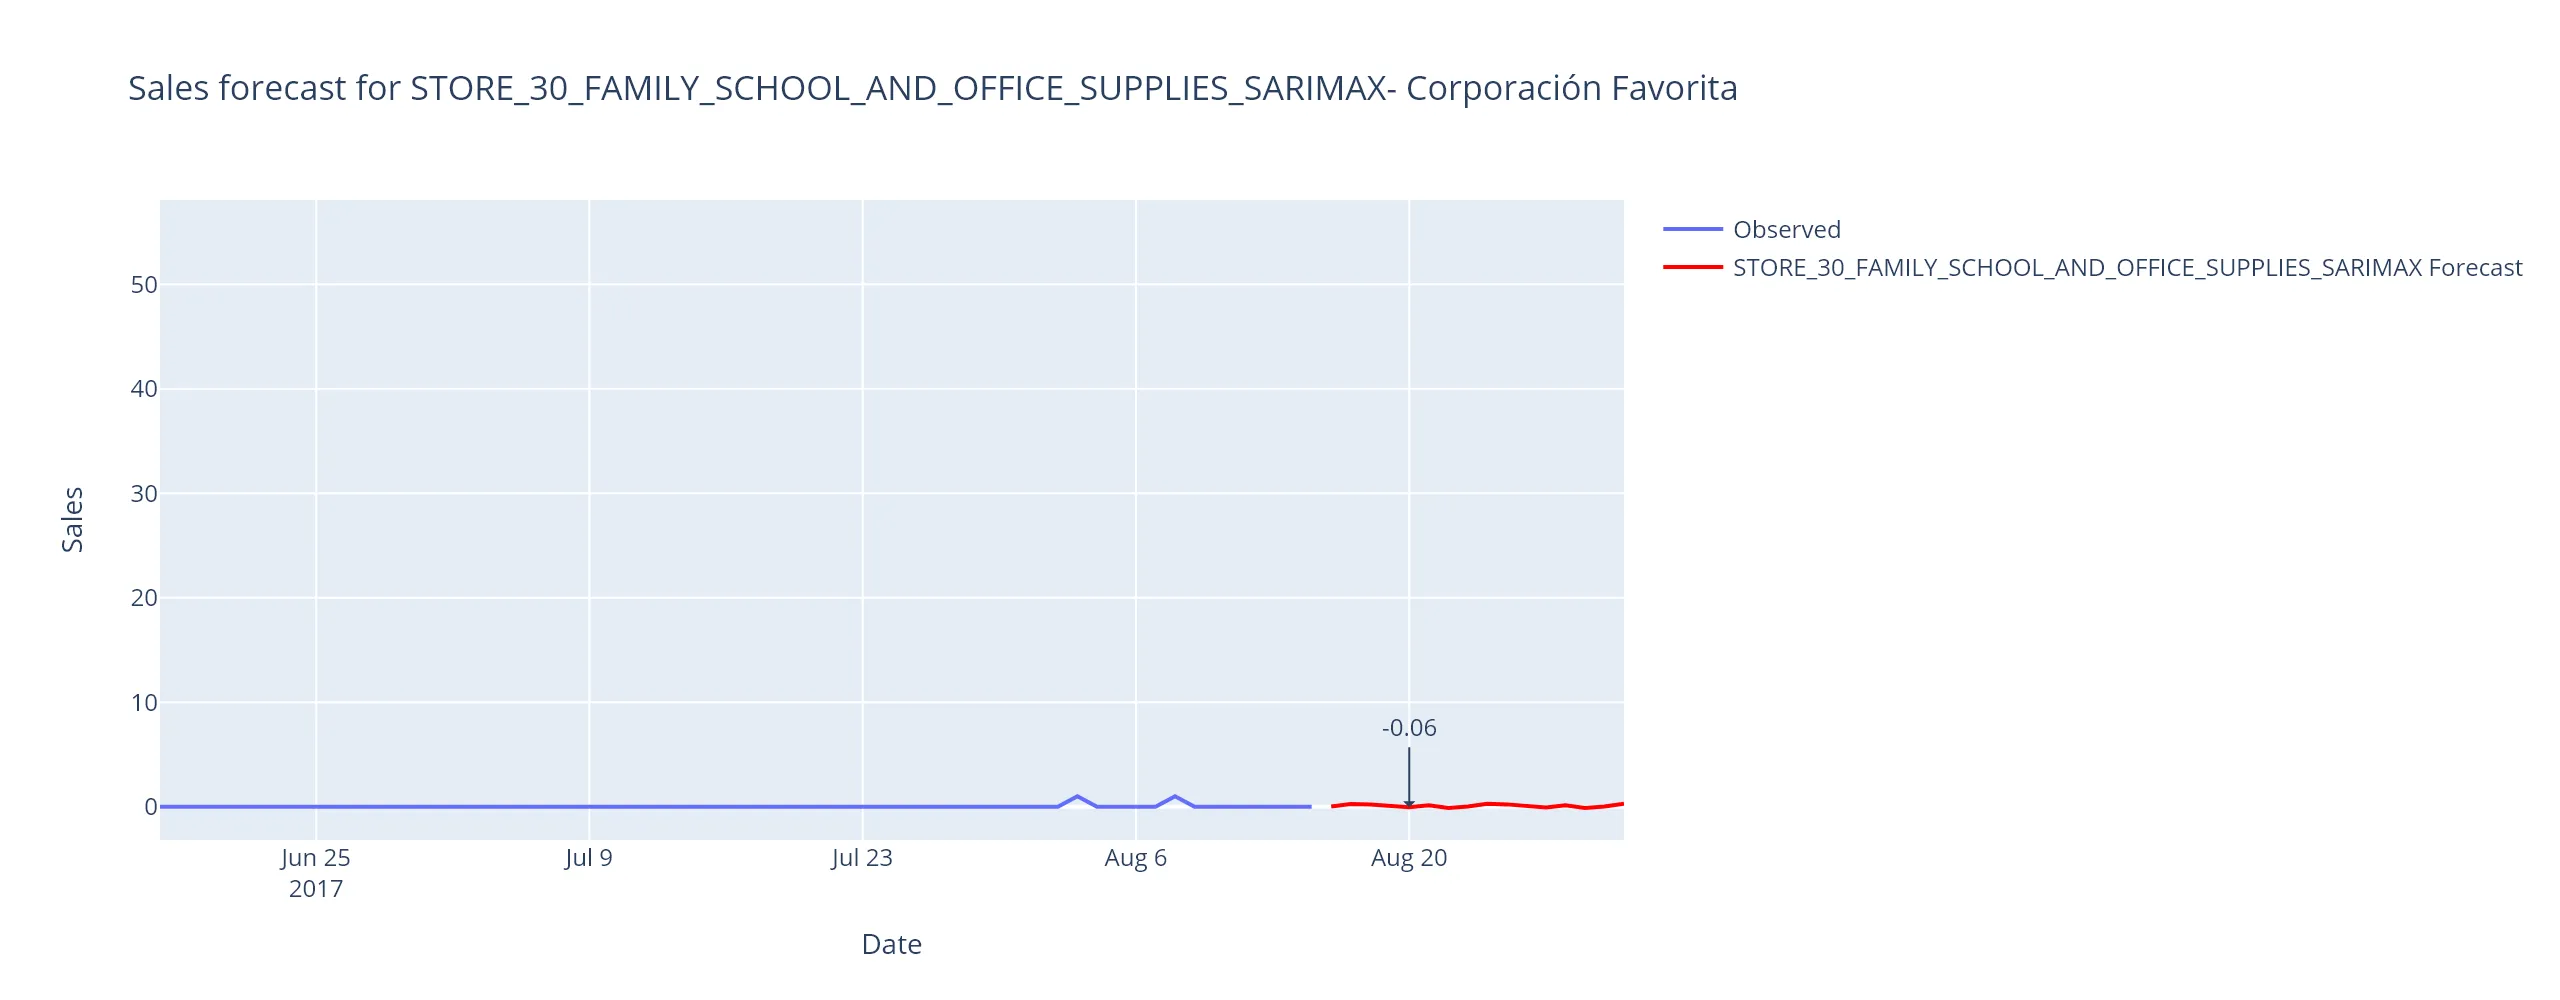 Sales forecast for STORE_30_FAMILY_SCHOOL_AND_OFFICE_SUPPLIES_SARIMAX- Corporación Favorita
Observed
STORE_30_FAMILY_SCHOOL_AND_OFFICE_SUPPLIES_SARIMAX Forecast
50
40
30
20
10
0
Sales
-0.06
Jun 25
2017
Jul 9
Jul 23
Aug 6
Aug 20
Date